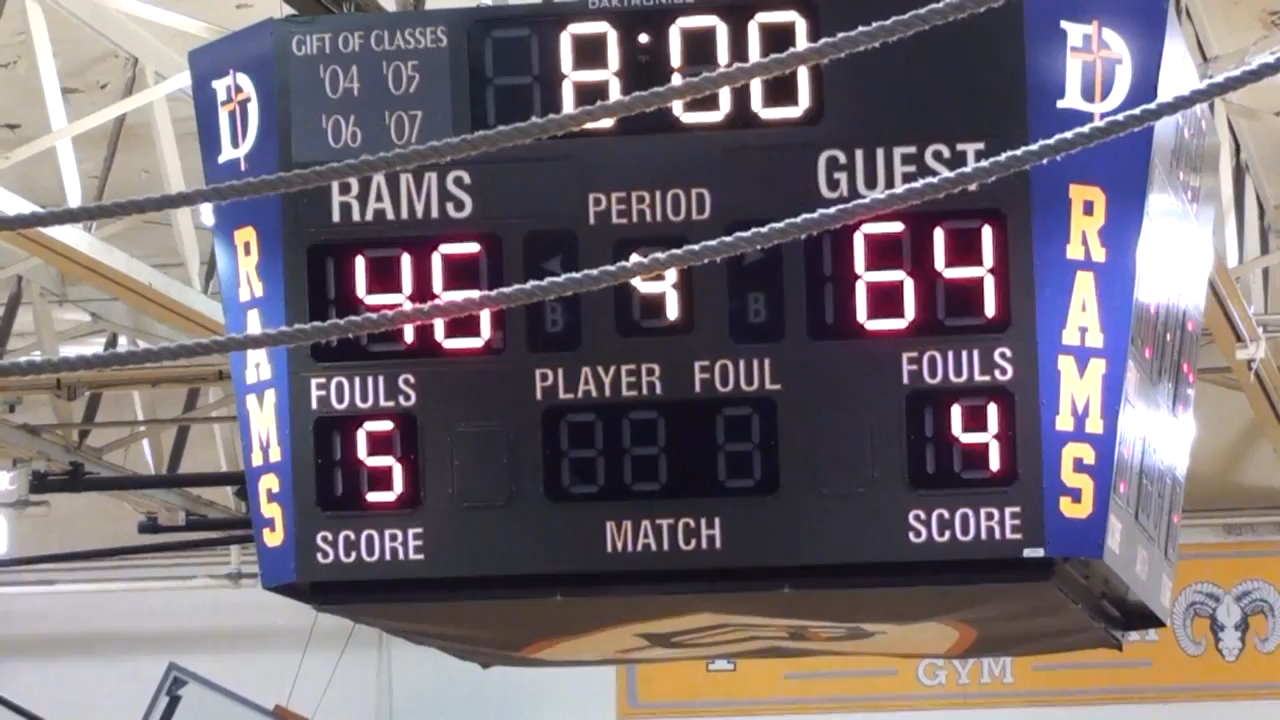 DAKTRONICS
GIFT OF CLASSES
'04 '05
'06 '07
8:00
D
D
RAMS
PERIOD
GUEST
46
4
64
B
B
RAMS
RAMS
FOULS
PLAYER FOUL
FOULS
5
4
SCORE
MATCH
SCORE
GYM